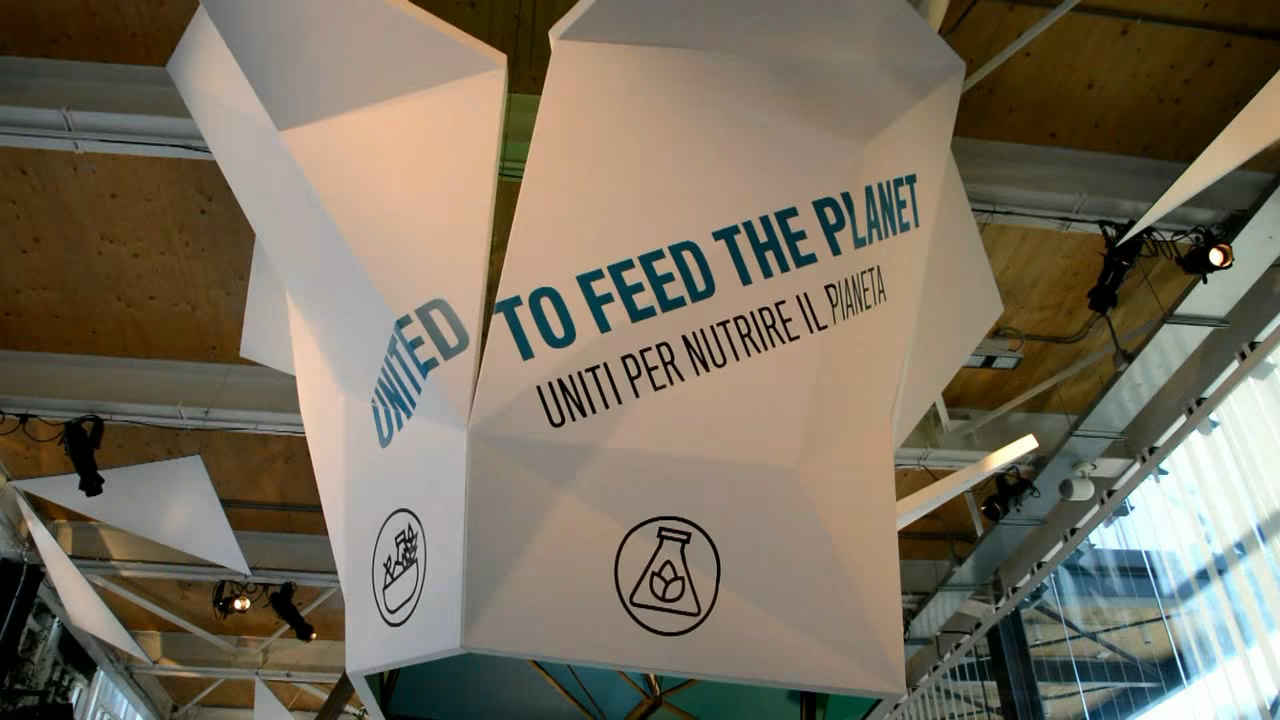 UNITED TO FEED THE PLANET
UNITI PER NUTRIRE IL PIANETA